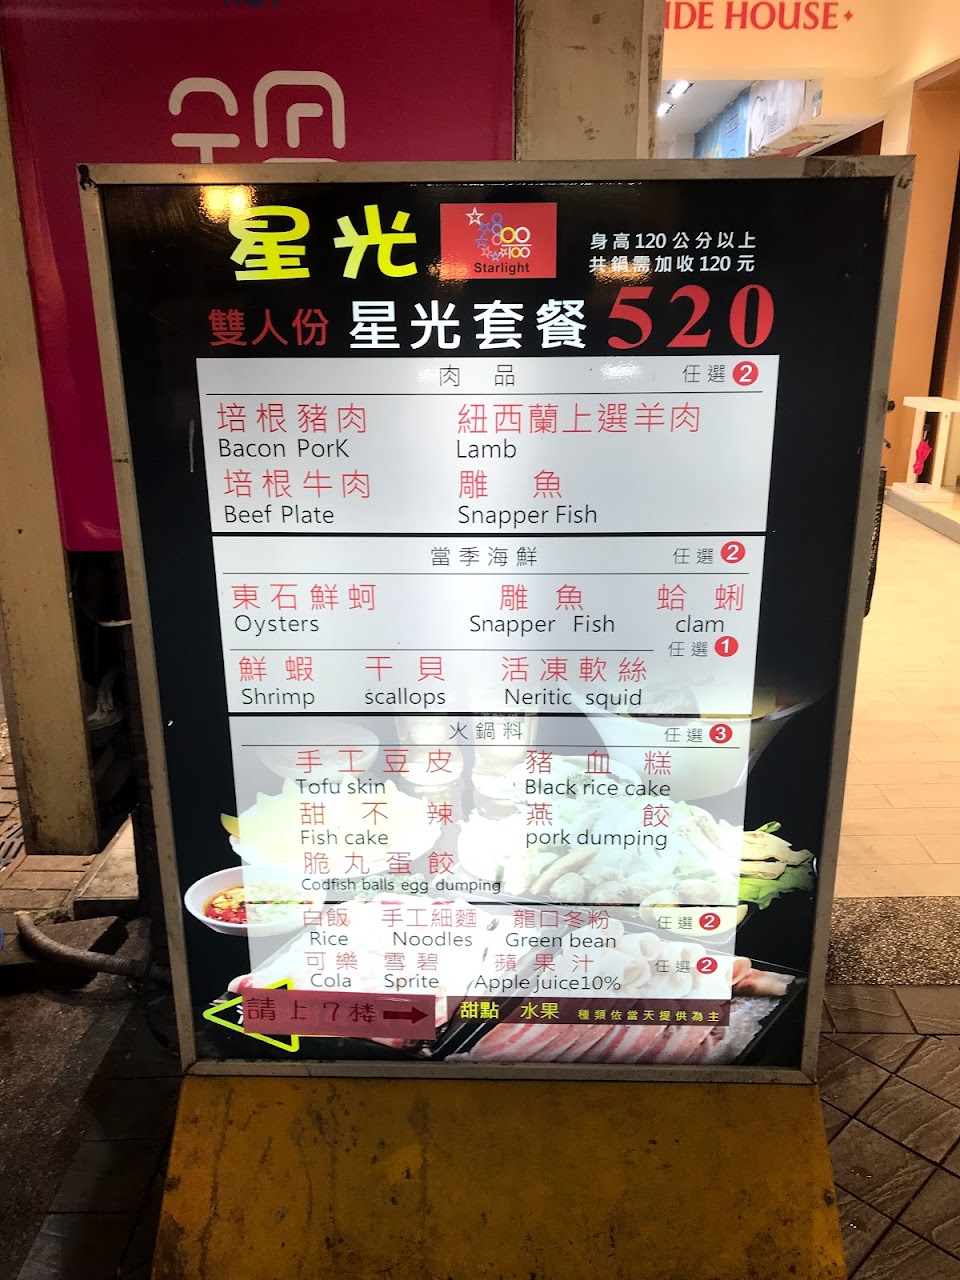 IDE HOUSE
鍋
星光
100
100
Starlight
身高120公分以上
共鍋需加收120元
雙人份 星光套餐 520
肉品 任選2
培根豬肉 紐西蘭上選羊肉
Bacon PorK Lamb
培根牛肉 雕魚
Beef Plate Snapper Fish
當季海鮮 任選2
東石鮮蚵 雕魚 蛤蜊
Oysters Snapper Fish clam
任選1
鮮蝦 干貝 活凍軟絲
Shrimp scallops Neritic squid
火鍋料 任選3
手工豆皮 豬血糕
Tofu skin Black rice cake
甜不辣 燕餃
Fish cake pork dumping
脆丸蛋餃
Codfish balls egg dumping
白飯 手工細麵 龍口冬粉 任選2
Rice Noodles Green bean
可樂 雪碧 蘋果汁 任選2
Cola Sprite Apple Juice10%
請上7楼 甜點 水果 種類依當天提供為主